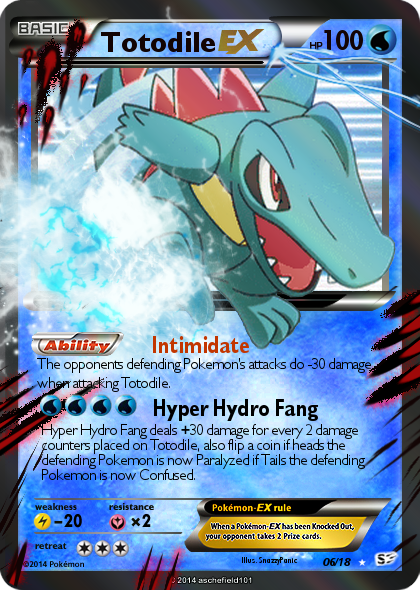 BASIC Totodile EX HP100
Ability Intimidate
The opponents defending Pokemon's attacks do -30 damage
when attacking Totodile.
Hyper Hydro Fang
Hyper Hydro Fang deals +30 damage for every 2 damage
counters placed on Totodile, also flip a coin if heads the
defending Pokemon is now Paralyzed if Tails the defending
Pokemon is now Confused.
weakness resistance
-20 ×2
Pokémon-EX rule
When a Pokémon-EX has been Knocked Out,
your opponent takes 2 Prize cards.
retreat
©2014 Pokémon Illus. SnozzyPanic 06/18 S
2014 aschefield101